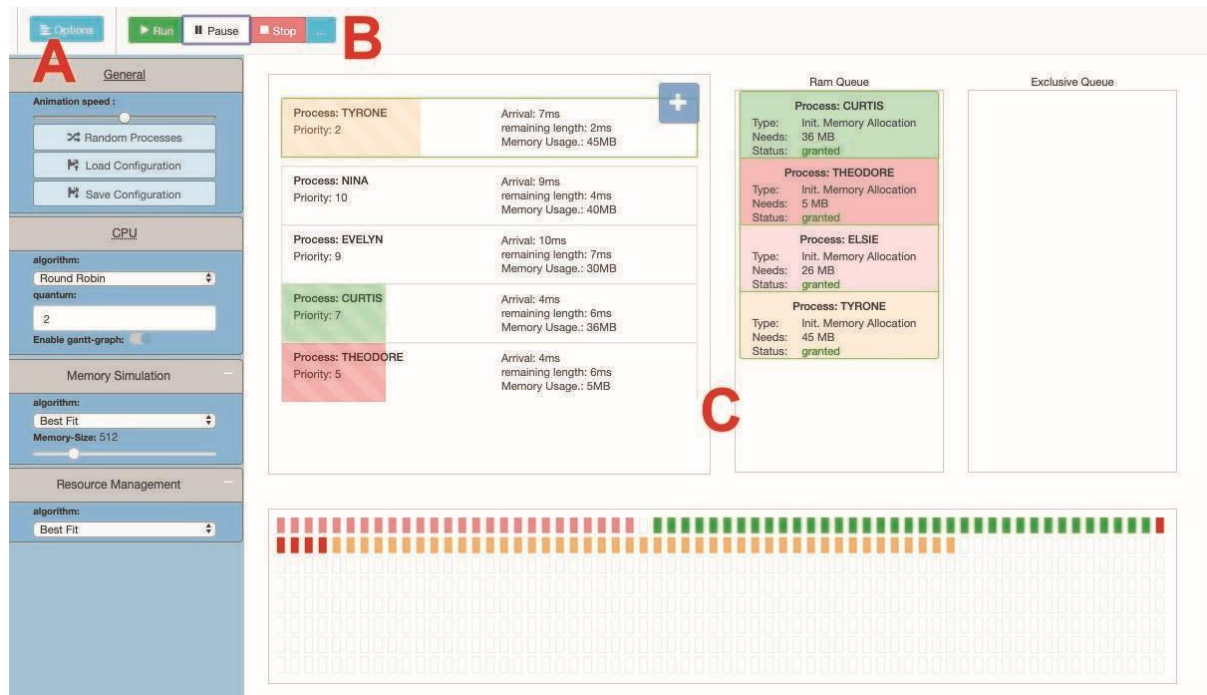 Options
Run
Pause
Stop
...
A
B
General
Animation speed :
Random Processes
Load Configuration
Save Configuration
CPU
algorithm:
Round Robin
quantum:
2
Enable gantt-graph:
Memory Simulation
algorithm:
Best Fit
Memory-Size: 512
Resource Management
algorithm:
Best Fit
+
Process: TYRONE
Priority: 2
Arrival: 7ms
remaining length: 2ms
Memory Usage.: 45MB
Process: NINA
Priority: 10
Arrival: 9ms
remaining length: 4ms
Memory Usage.: 40MB
Process: EVELYN
Priority: 9
Arrival: 10ms
remaining length: 7ms
Memory Usage.: 30MB
Process: CURTIS
Priority: 7
Arrival: 4ms
remaining length: 6ms
Memory Usage.: 36MB
Process: THEODORE
Priority: 5
Arrival: 4ms
remaining length: 6ms
Memory Usage.: 5MB
C
Ram Queue
Process: CURTIS
Type: Init. Memory Allocation
Needs: 36 MB
Status: granted
Process: THEODORE
Type: Init. Memory Allocation
Needs: 5 MB
Status: granted
Process: ELSIE
Type: Init. Memory Allocation
Needs: 26 MB
Status: granted
Process: TYRONE
Type: Init. Memory Allocation
Needs: 45 MB
Status: granted
Exclusive Queue